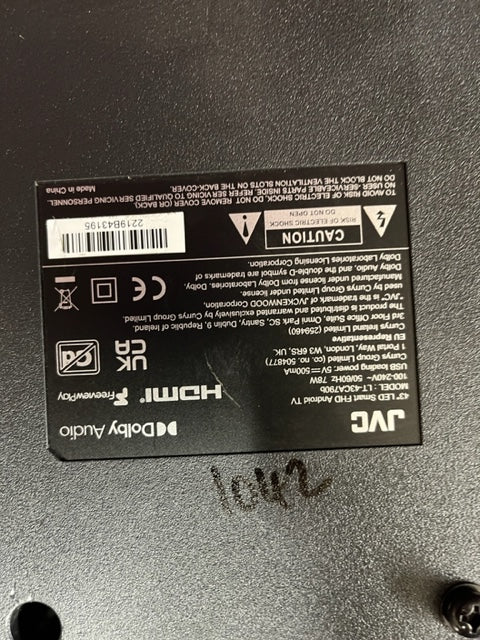 JVC
43" LED Smart FHD Android TV
MODEL: LT-43CA790b
100-240V~ 50/60Hz 78W
USB loading power: 5V⎓500mA
Currys Group Limited (co. no. 504877)
1 Portal Way, London, W3 6RS, UK
EU Representative
Currys Ireland Currys (259460)
3rd Floor Office Suite, Omni Park SC, Santry, Dublin 9, Republic of Ireland.
This product is manufactured and warranted exclusively by Currys Group Limited.
"JVC" is the trademark of JVCKENWOOD Corporation,
used by Currys Group Limited under license.
Manufactured under license from Dolby Laboratories. Dolby,
Dolby Audio, and the double-D symbol are trademarks of
Dolby Laboratories Licensing Corporation.
Dolby Audio
HDMI
FreeviewPlay
UK
CA
CE
CAUTION
RISK OF ELECTRIC SHOCK
DO NOT OPEN
2219B43195
TO AVOID RISK OF ELECTRIC SHOCK, DO NOT REMOVE COVER (OR BACK).
NO USER-SERVICEABLE PARTS INSIDE. REFER SERVICING TO QUALIFIED SERVICING PERSONNEL.
DO NOT BLOCK THE VENTILATION SLOTS ON THE BACK-COVER.
Made in China
1042